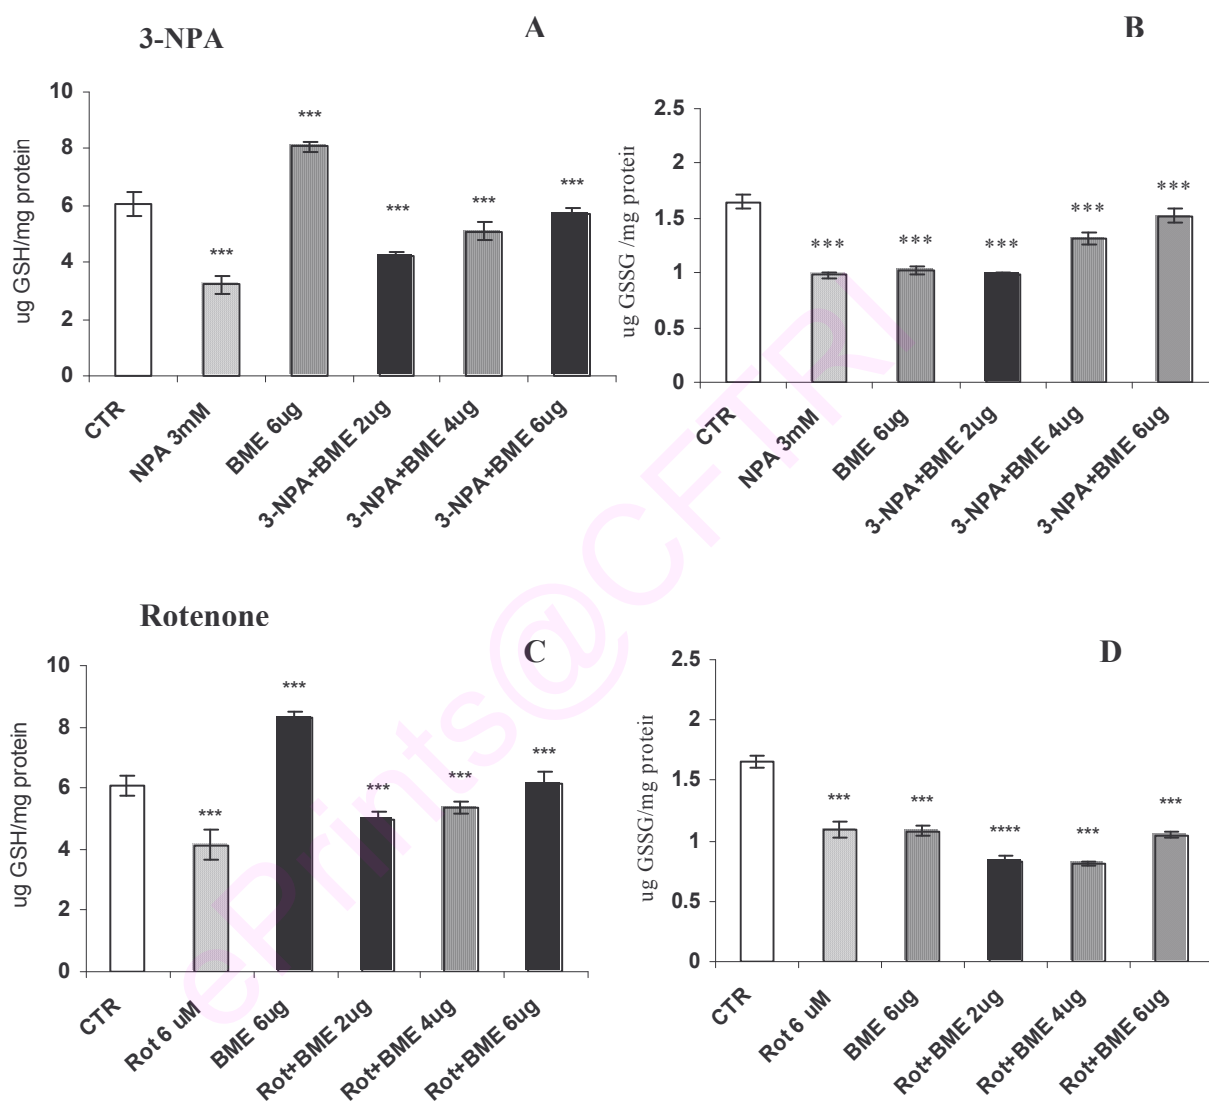 3-NPA
A
ug GSH/mg protein
10
8
6
4
2
0
***
***
***
***
***
CTR
NPA 3mM
BME 6ug
3-NPA+BME 2ug
3-NPA+BME 4ug
3-NPA+BME 6ug
B
ug GSSG /mg protein
2.5
2
1.5
1
0.5
0
***
***
***
***
***
CTR
NPA 3mM
BME 6ug
3-NPA+BME 2ug
3-NPA+BME 4ug
3-NPA+BME 6ug
Rotenone
C
ug GSH/mg protein
10
8
6
4
2
0
***
***
***
***
***
CTR
Rot 6 uM
BME 6ug
Rot+BME 2ug
Rot+BME 4ug
Rot+BME 6ug
D
ug GSSG/mg protein
2.5
2
1.5
1
0.5
0
***
***
****
***
***
CTR
Rot 6 uM
BME 6ug
Rot+ BME 2ug
Rot+ BME 4ug
Rot+ BME 6ug
ePrints@CFTRI